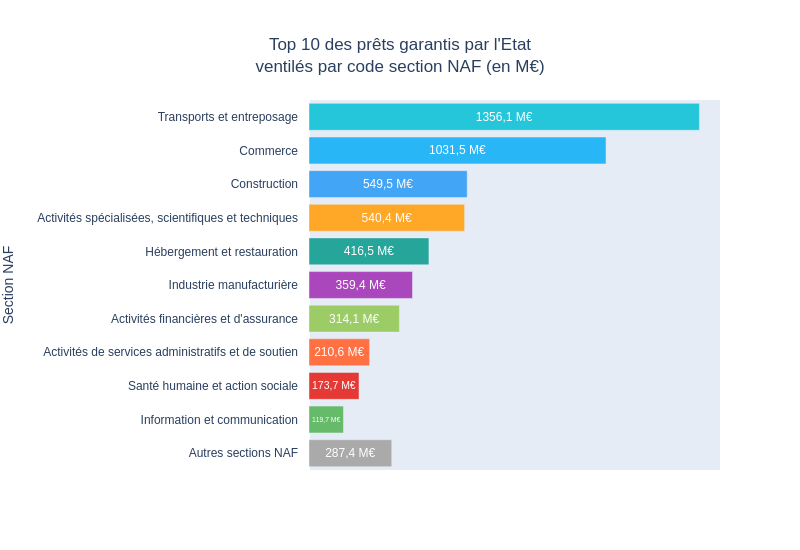 Top 10 des prêts garantis par l'Etat
ventilés par code section NAF (en M€)
Section NAF
Transports et entreposage 1356,1 M€
Commerce 1031,5 M€
Construction 549,5 M€
Activités spécialisées, scientifiques et techniques 540,4 M€
Hébergement et restauration 416,5 M€
Industrie manufacturière 359,4 M€
Activités financières et d'assurance 314,1 M€
Activités de services administratifs et de soutien 210,6 M€
Santé humaine et action sociale 173,7 M€
Information et communication 119,7 M€
Autres sections NAF 287,4 M€